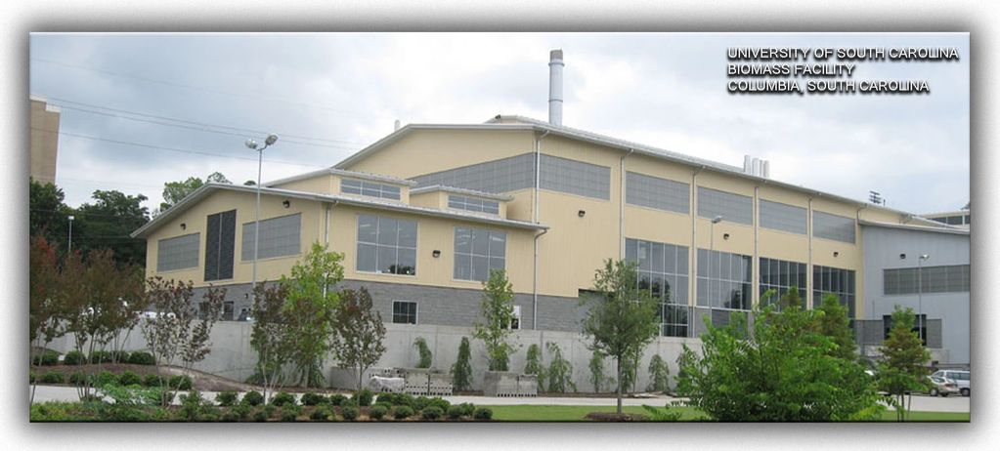 UNIVERSITY OF SOUTH CAROLINA
BIOMASS FACILITY
COLUMBIA, SOUTH CAROLINA